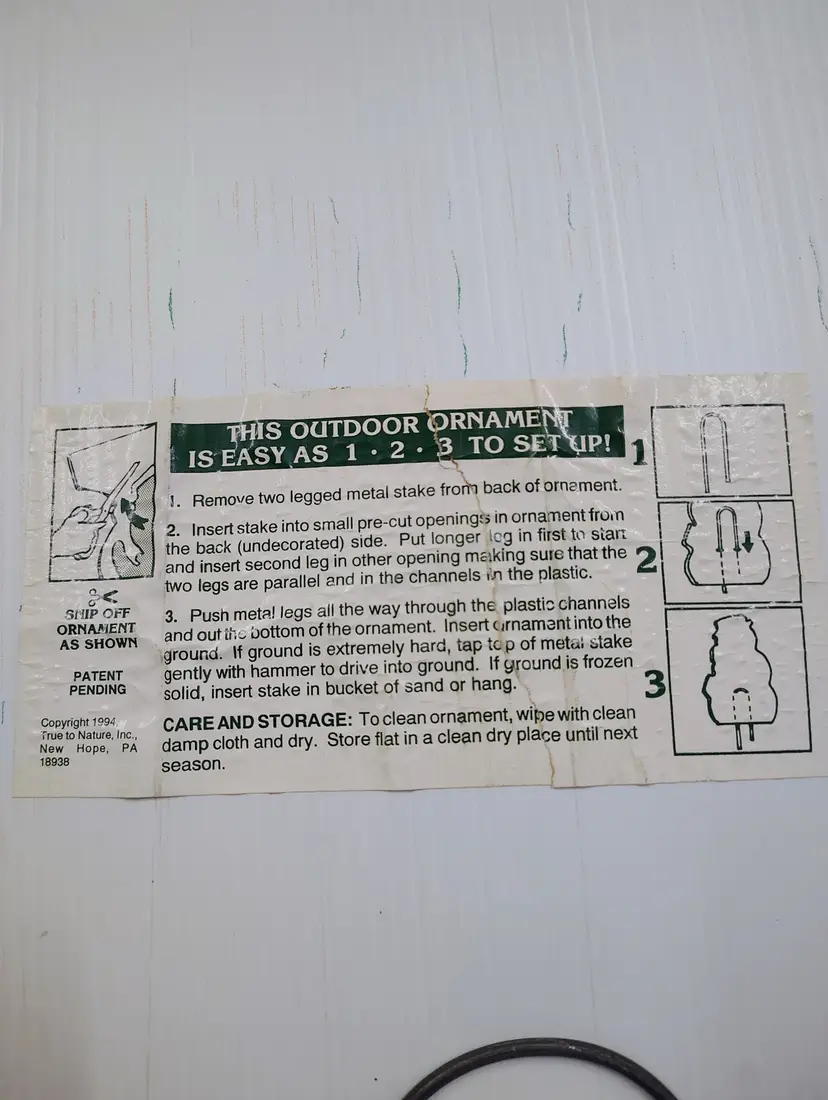 THIS OUTDOOR ORNAMENT
IS EASY AS 1 • 2 • 3 TO SET UP!
1. Remove two legged metal stake from back of ornament.
2. Insert stake into small pre-cut openings in ornament from
the back (undecorated) side. Put longer leg in first to start
and insert second leg in other opening making sure that the
two legs are parallel and in the channels in the plastic.
3. Push metal legs all the way through the plastic channels
and out the bottom of the ornament. Insert ornament into the
ground. If ground is extremely hard, tap top of metal stake
gently with hammer to drive into ground. If ground is frozen
solid, insert stake in bucket of sand or hang.
CARE AND STORAGE: To clean ornament, wipe with clean
damp cloth and dry. Store flat in a clean dry place until next
season.
SNIP OFF
ORNAMENT
AS SHOWN
PATENT
PENDING
Copyright 1994,
True to Nature, Inc.,
New Hope, PA
18938
1
2
3